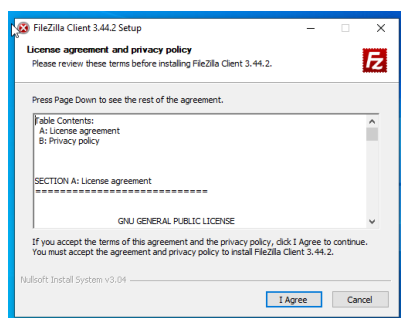 FileZilla Client 3.44.2 Setup
License agreement and privacy policy
Please review these terms before installing FileZilla Client 3.44.2.
FZ
Press Page Down to see the rest of the agreement.
Table Contents:
A: License agreement
B: Privacy policy
SECTION A: License agreement
============================
GNU GENERAL PUBLIC LICENSE
If you accept the terms of this agreement and the privacy policy, click I Agree to continue.
You must accept the agreement and privacy policy to install FileZilla Client 3.44.2.
Nullsoft Install System v3.04
I Agree
Cancel